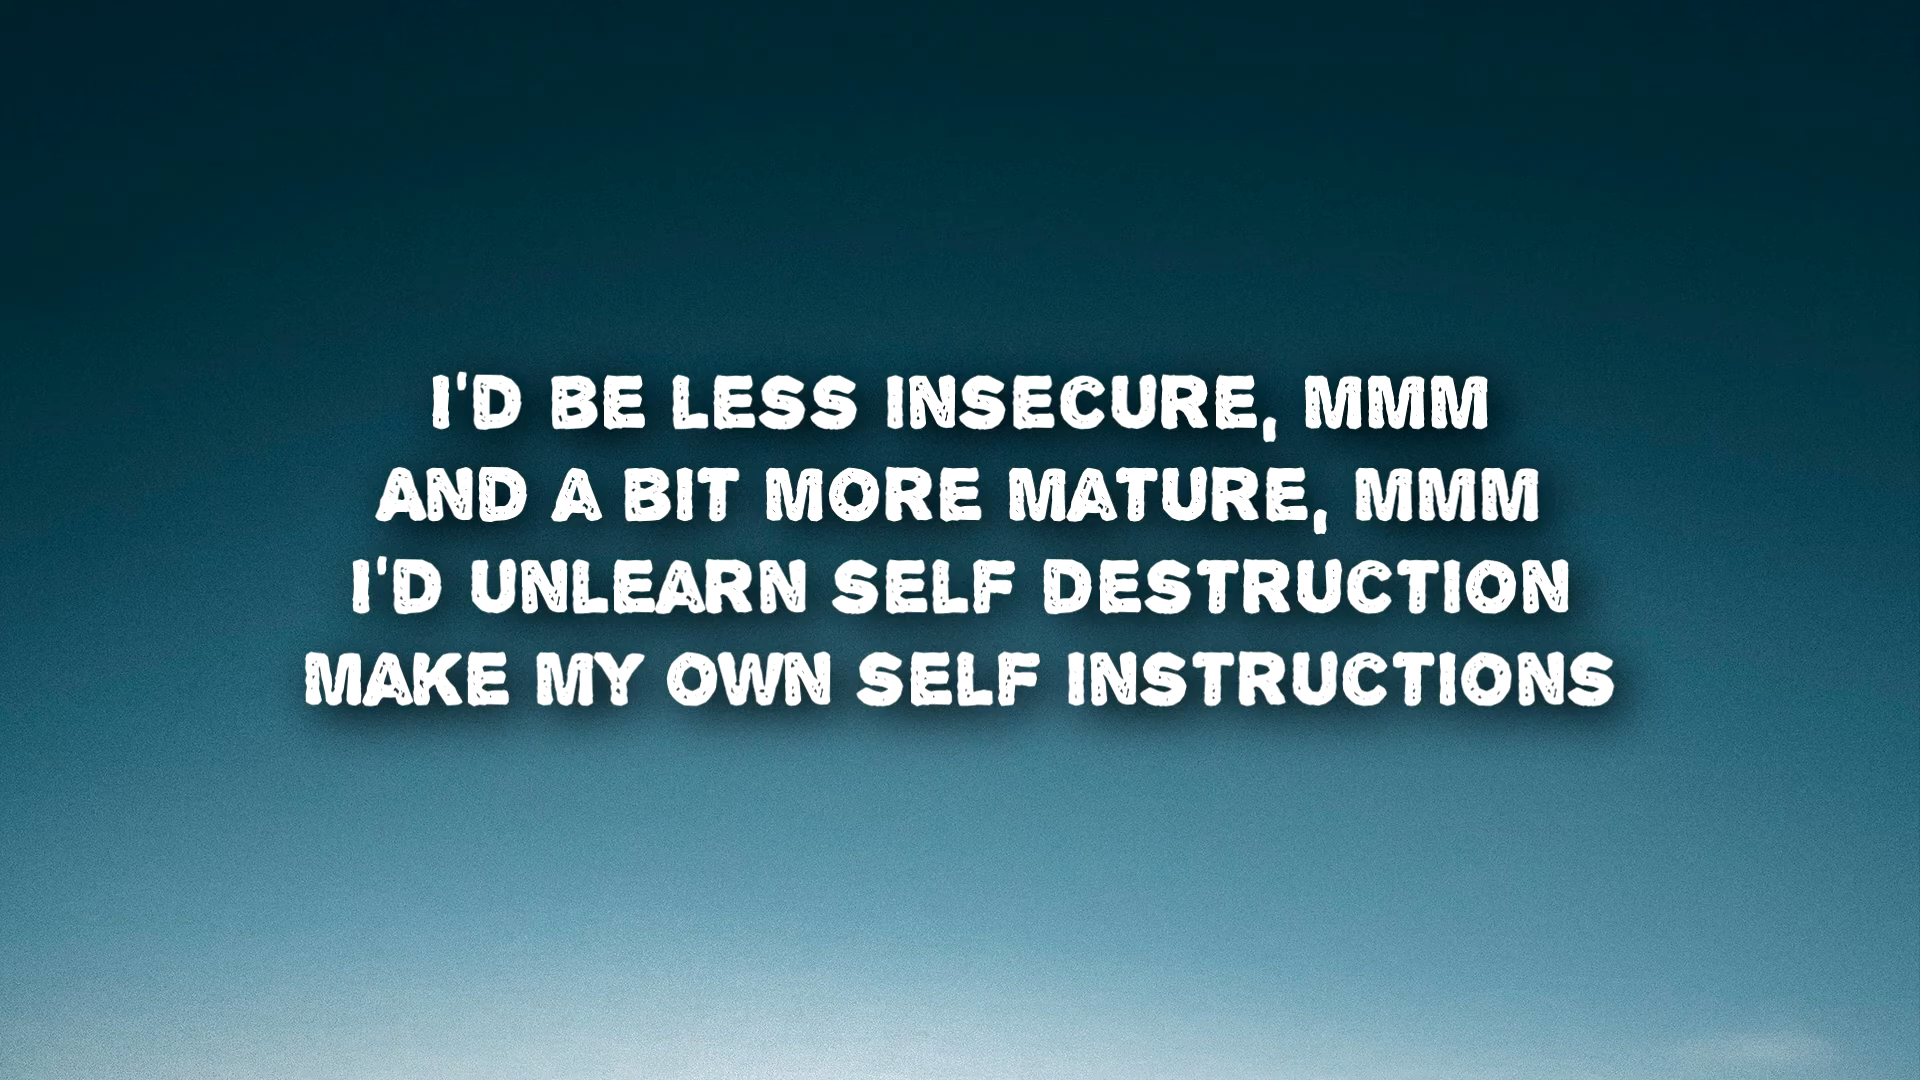 I'D BE LESS INSECURE, MMM
AND A BIT MORE MATURE, MMM
I'D UNLEARN SELF DESTRUCTION
MAKE MY OWN SELF INSTRUCTIONS